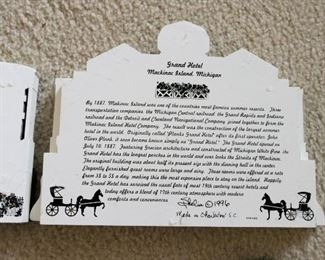 Grand Hotel
Mackinac Island, Michigan
By 1887, Makinac Island was one of the countries most famous summer resorts. Three
transportation companies, the Michigan Central railroad, the Grand Rapids and Indiana
railroad and the Detroit and Cleveland Navigational Company joined together to form the
Makinac Island Hotel Company. The result was the construction of the largest summer
hotel in the world. Originally called "Planks Grand Hotel" after its first operator, John
Oliver Plank, it soon became known simply as "Grand Hotel." The Grand Hotel opened on
July 10, 1887. Featuring Grecian architecture and constructed of Michigan White Pine the
Grand Hotel has the largest porches in the world and over looks the Straits of Mackinac.
The original building was about half its present size with the dinning hall in the center.
Elegantly furnished guest rooms were large and airy. These rooms were offered at a rate
from $3 to $5 a day, making this the most expensive place to stay on the island. Happily
the Grand Hotel has survived the usual fate of most 19th century resort hotels and
today offers a blend of 19th century atmosphere with modern
comforts and conveniences.
© 1996
Made in Charleston S.C.